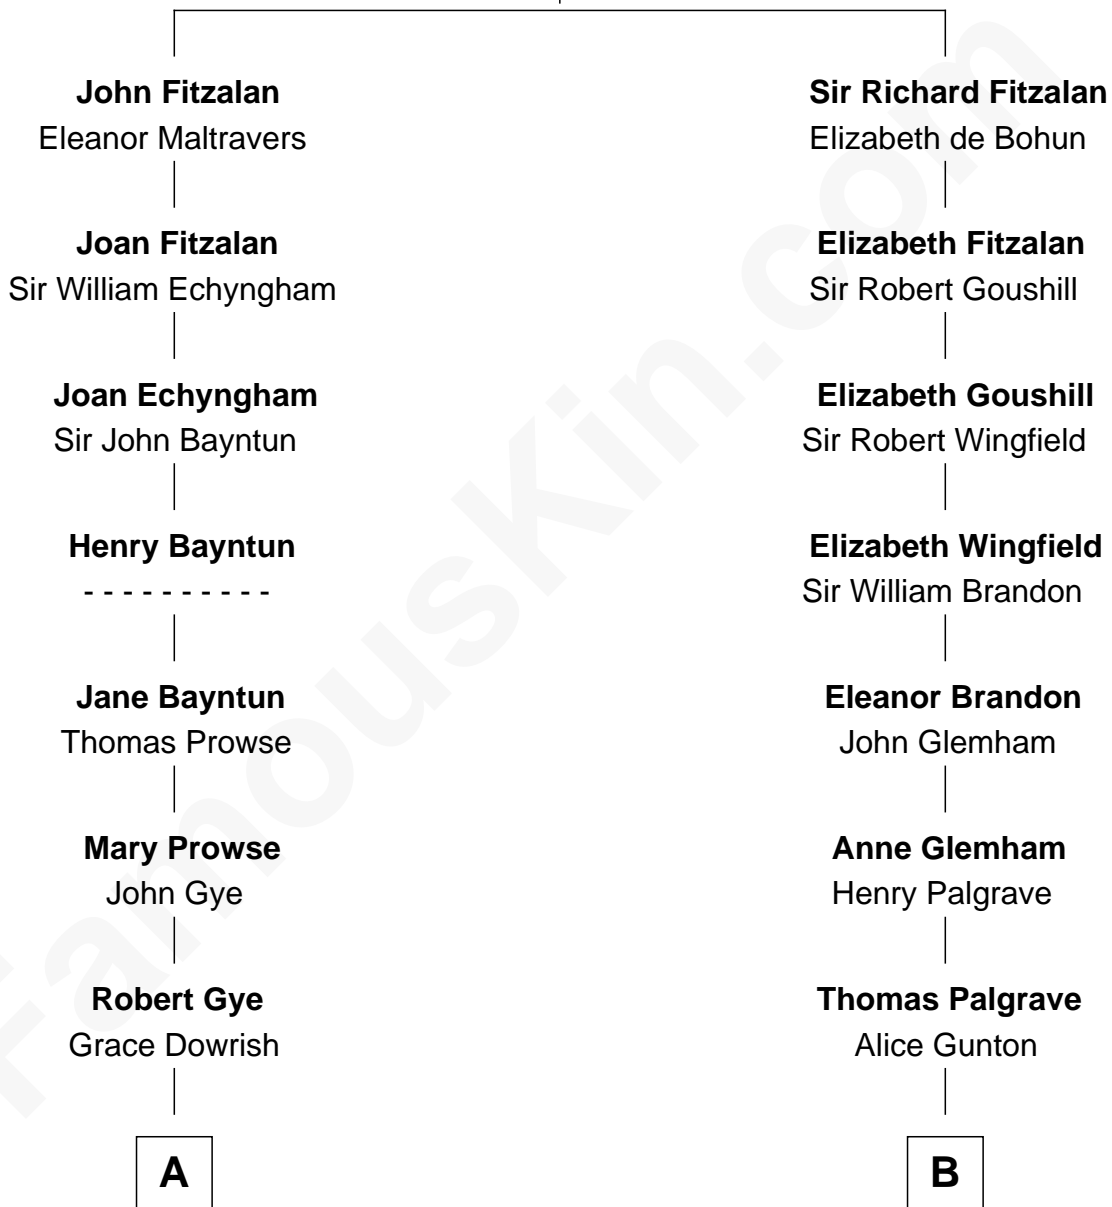 John Fitzalan
Eleanor Maltravers
Joan Fitzalan
Sir William Echyngham
Joan Echyngham
Sir John Bayntun
Henry Bayntun
- - - - - - - - - -
Jane Bayntun
Thomas Prowse
Mary Prowse
John Gye
Robert Gye
Grace Dowrish
A
Sir Richard Fitzalan
Elizabeth de Bohun
Elizabeth Fitzalan
Sir Robert Goushill
Elizabeth Goushill
Sir Robert Wingfield
Elizabeth Wingfield
Sir William Brandon
Eleanor Brandon
John Glemham
Anne Glemham
Henry Palgrave
Thomas Palgrave
Alice Gunton
B
FamousKin.com